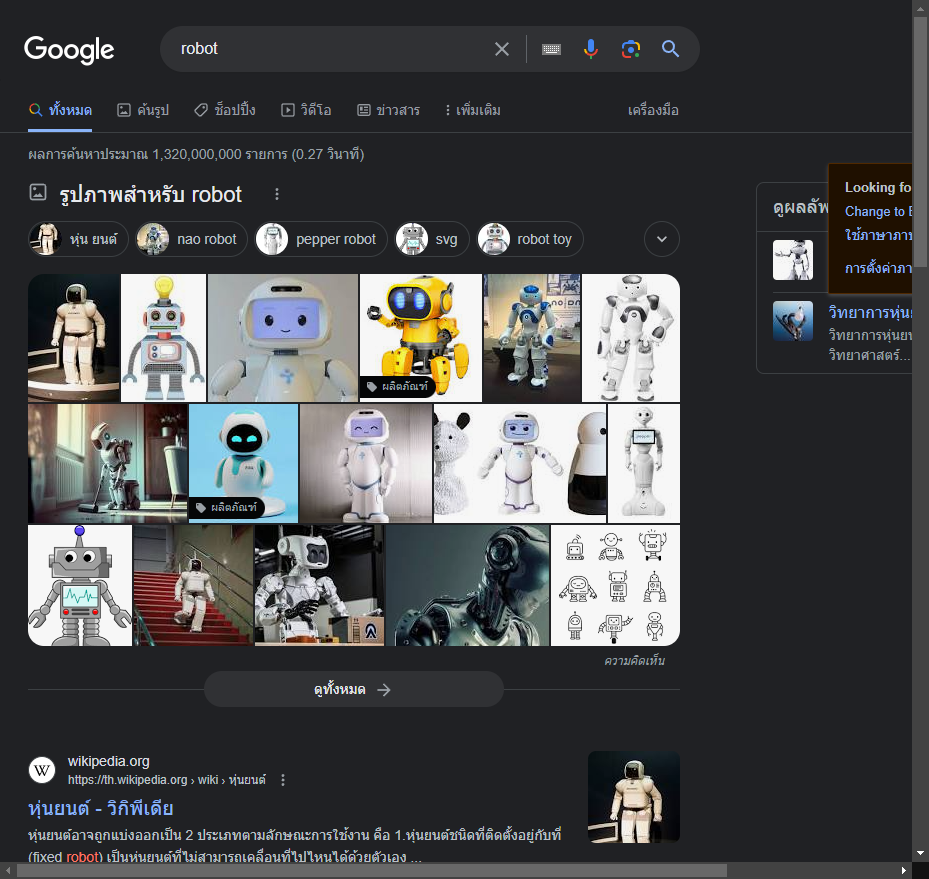 Google
robot
ทั้งหมด
ค้นรูป
ช็อปปิ้ง
วิดีโอ
ข่าวสาร
เพิ่มเติม
เครื่องมือ
ผลการค้นหาประมาณ 1,320,000,000 รายการ (0.27 วินาที)
รูปภาพสำหรับ robot
หุ่น ยนต์
nao robot
pepper robot
svg
robot toy
ผลิตภัณฑ์
ผลิตภัณฑ์
ความคิดเห็น
ดูทั้งหมด
wikipedia.org
https://th.wikipedia.org › wiki › หุ่นยนต์
หุ่นยนต์ - วิกิพีเดีย
หุ่นยนต์อาจถูกแบ่งออกเป็น 2 ประเภทตามลักษณะการใช้งาน คือ 1.หุ่นยนต์ชนิดที่ติดตั้งอยู่กับที่
(fixed robot) เป็นหุ่นยนต์ที่ไม่สามารถเคลื่อนที่ไปไหนได้ด้วยตัวเอง ...
ดูผลลัพ
Looking fo
Change to E
ใช้ภาษาภา
การตั้งค่าภา
วิทยาการหุ่น
วิทยาการหุ่นยน
วิทยาศาสตร์...